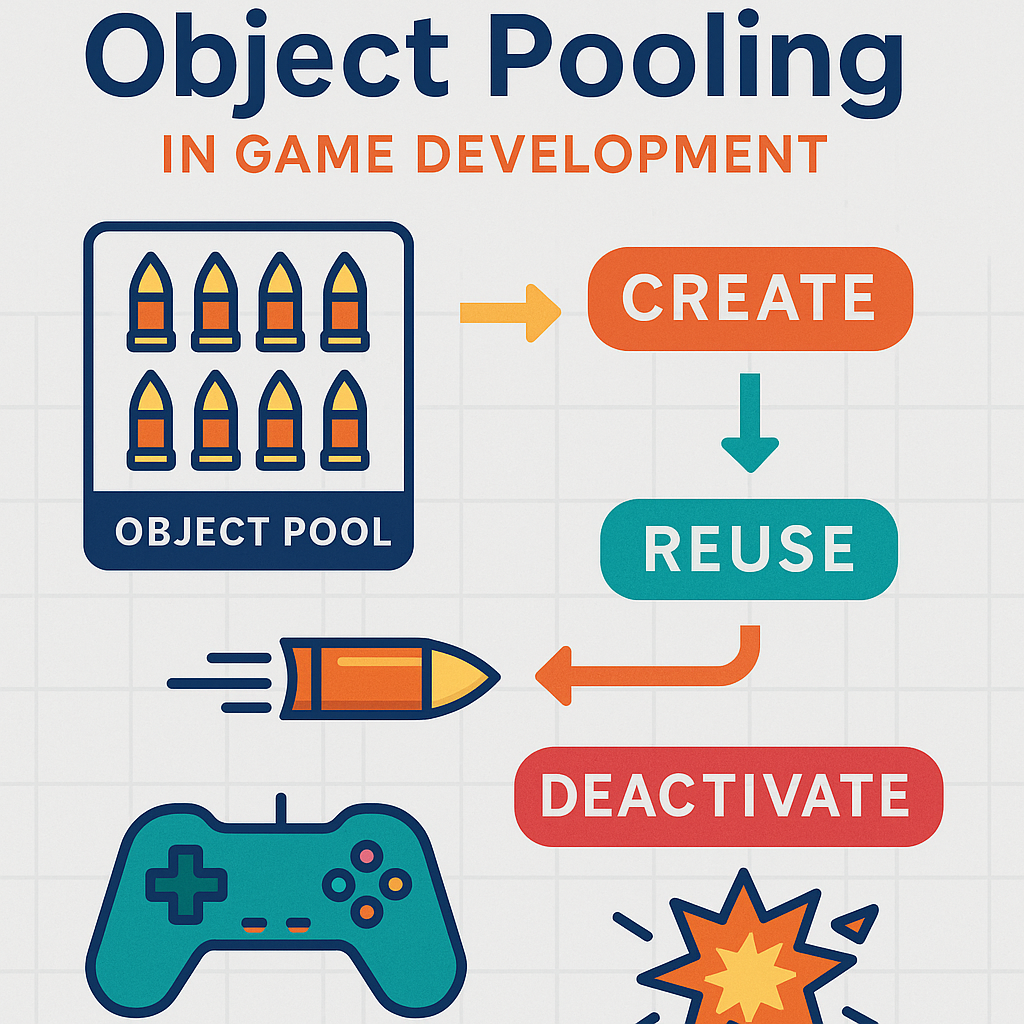 Object Pooling
IN GAME DEVELOPMENT
CREATE
OBJECT POOL
REUSE
DEACTIVATE